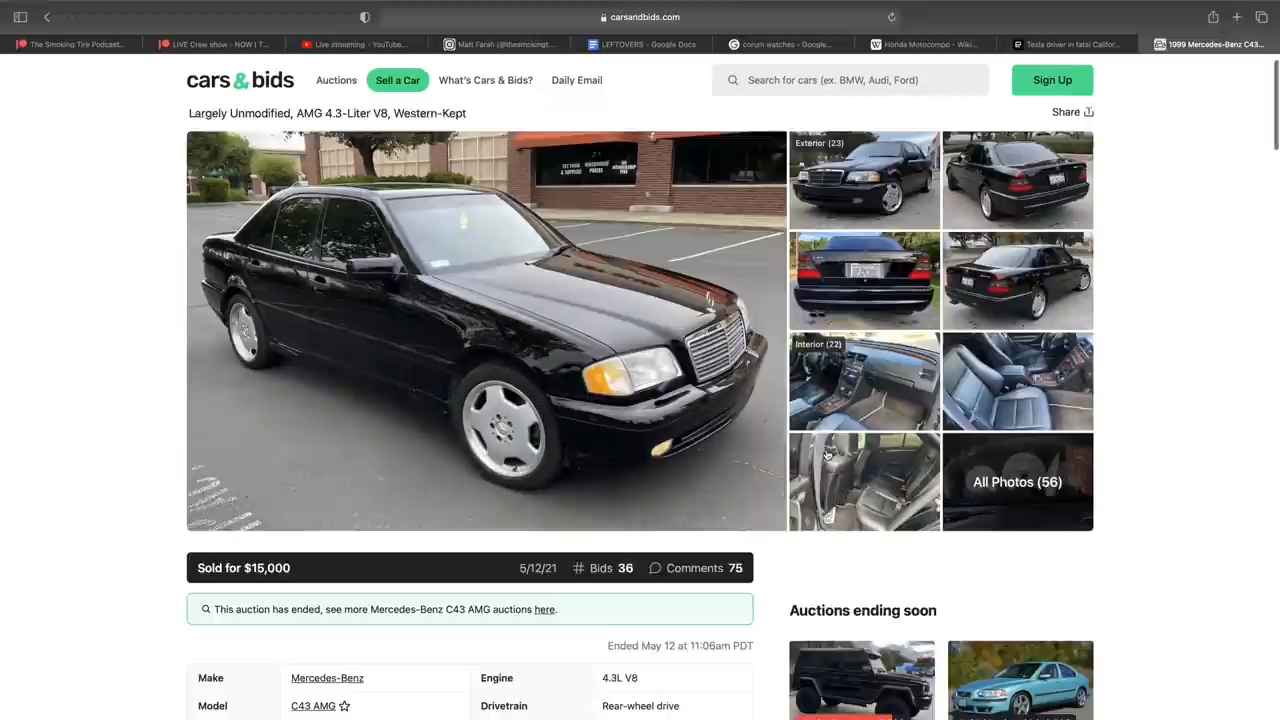 carsandbids.com
The Smoking Tire Podcast...
LIVE Crew show - NOW | T...
Live streaming - YouTube...
Matt Farah (@thesmokingt...
LEFTOVERS - Google Docs
corum watches - Google...
Honda Motocompo - Wiki...
Tesla driver in fatal Califor...
1999 Mercedes-Benz C43...
cars&bids
Auctions
Sell a Car
What's Cars & Bids?
Daily Email
Search for cars (ex. BMW, Audi, Ford)
Sign Up
Largely Unmodified, AMG 4.3-Liter V8, Western-Kept
Share
Exterior (23)
Interior (22)
All Photos (56)
Sold for $15,000
5/12/21
# Bids 36
Comments 75
This auction has ended, see more Mercedes-Benz C43 AMG auctions here.
Auctions ending soon
Ended May 12 at 11:06am PDT
Make Mercedes-Benz Engine 4.3L V8
Model C43 AMG Drivetrain Rear-wheel drive